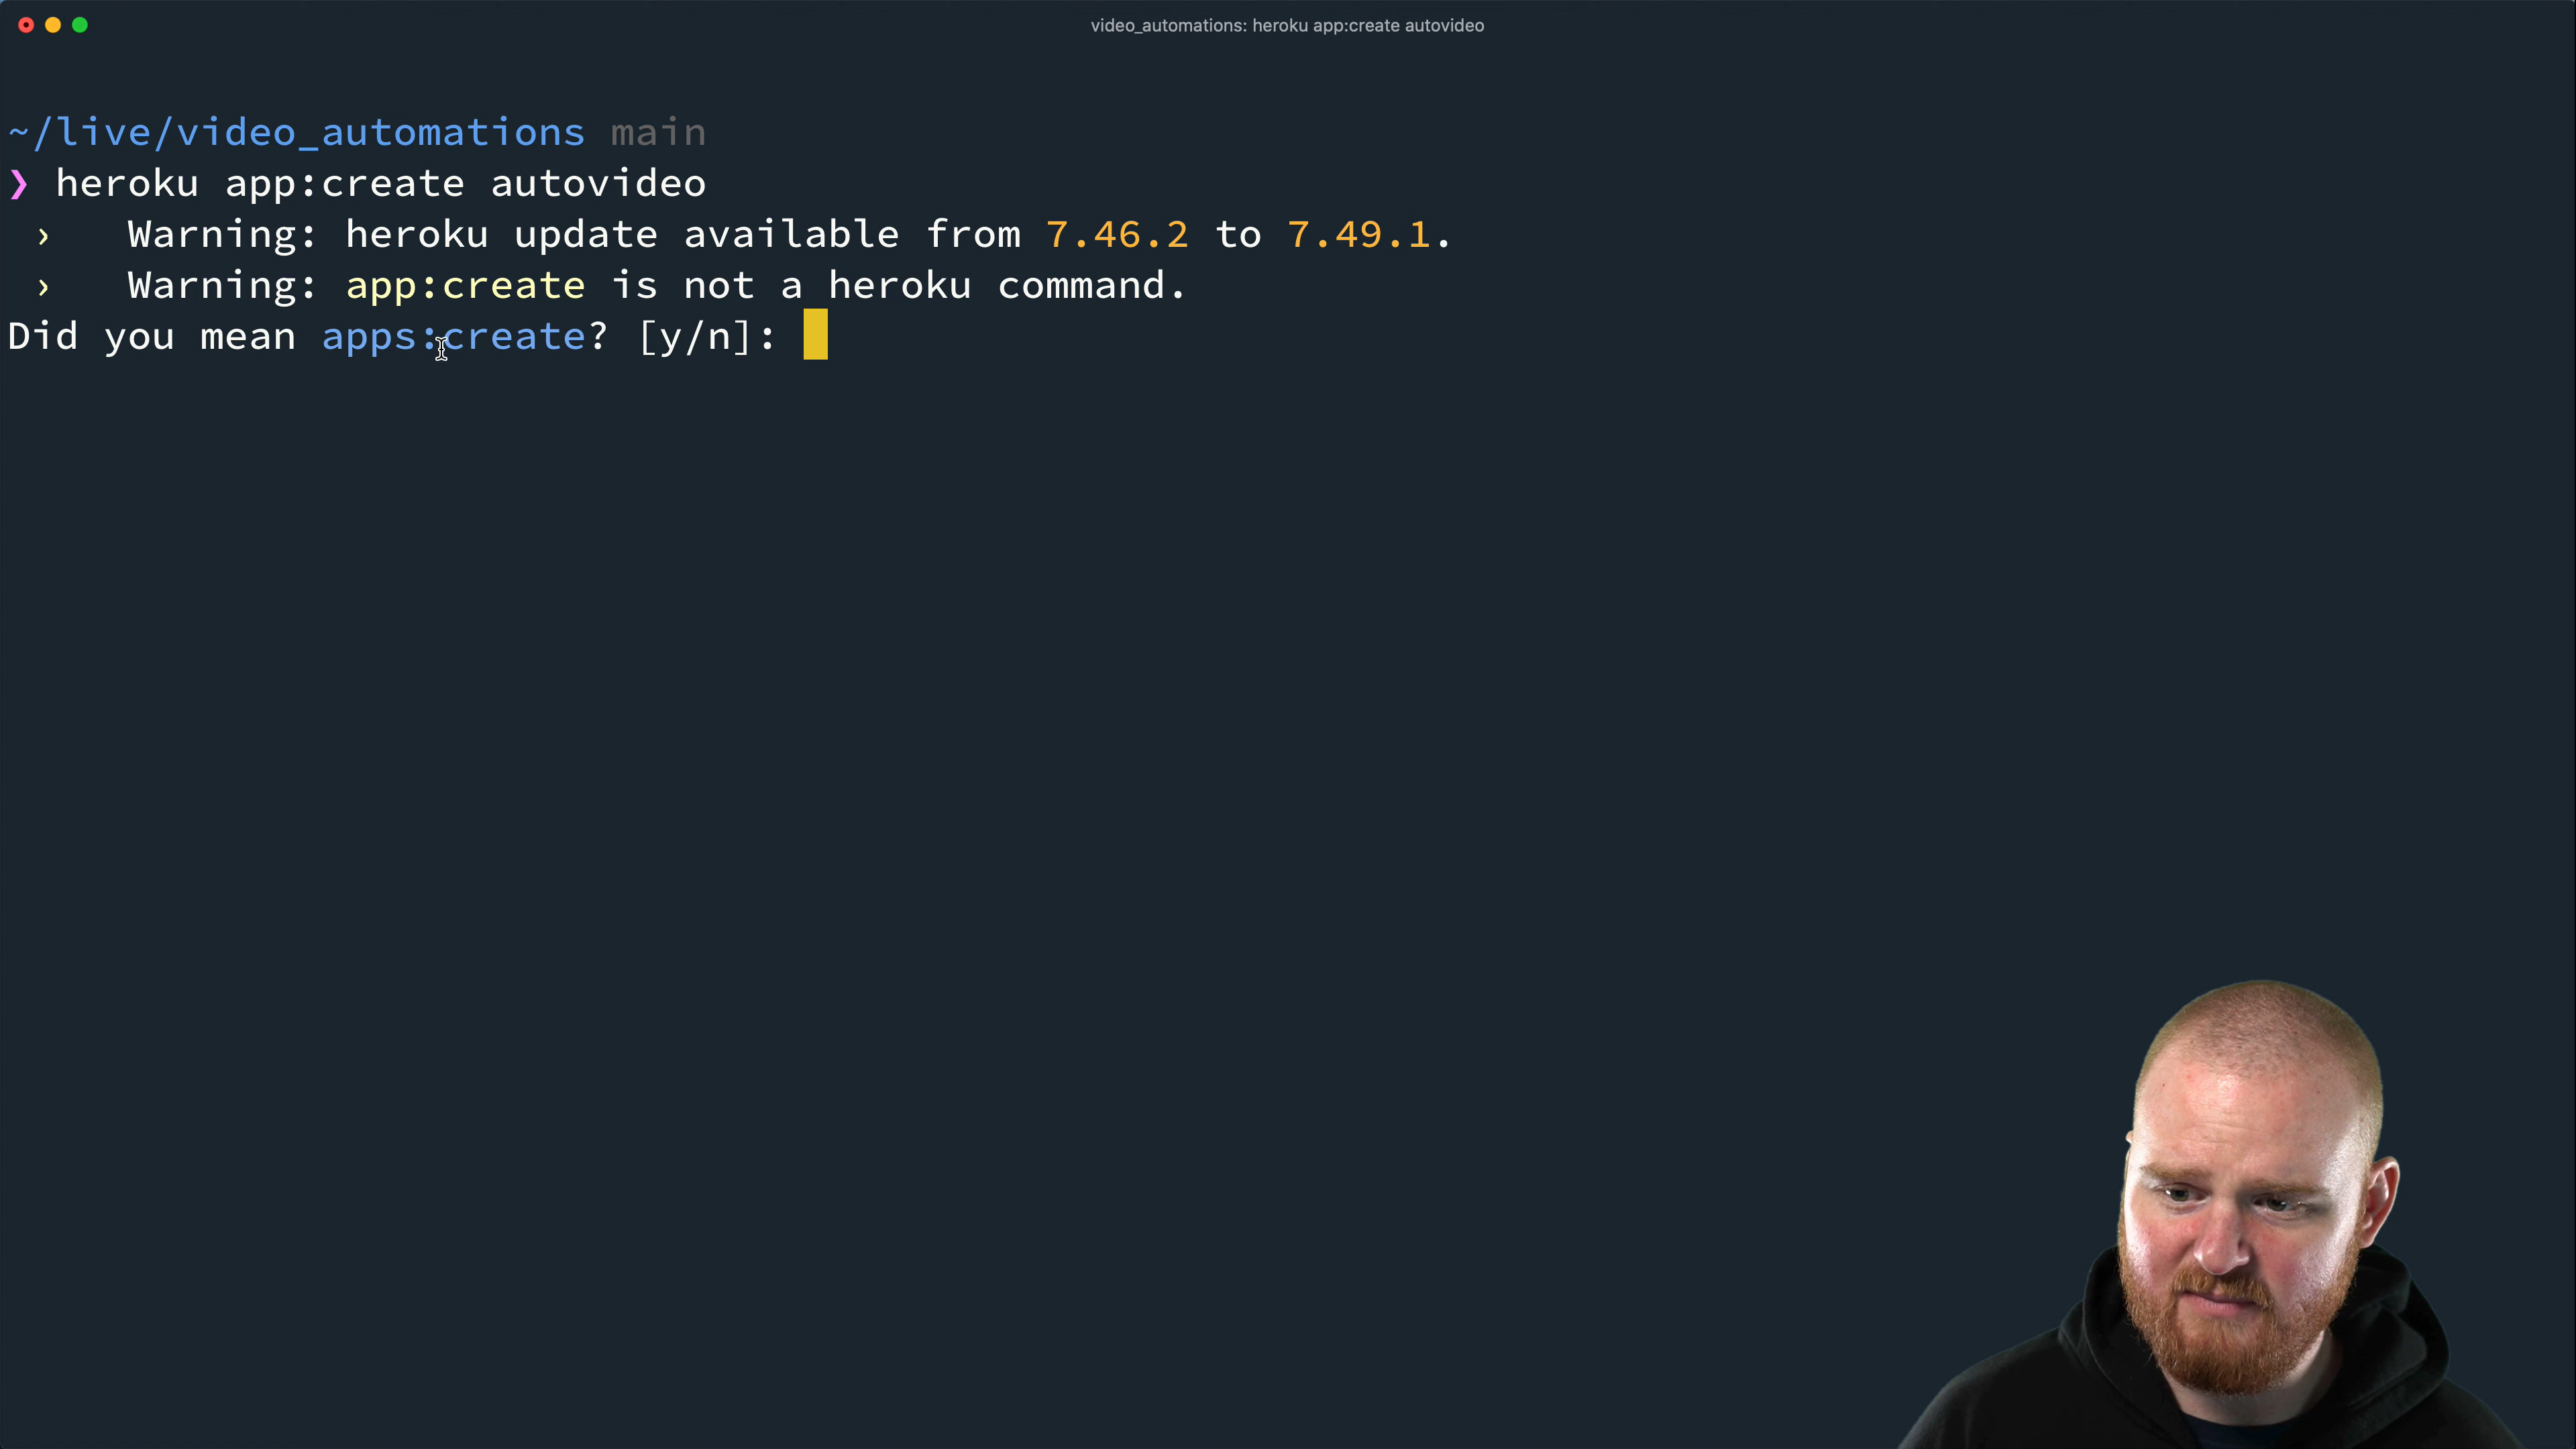 video_automations: heroku app:create autovideo
~/live/video_automations main
❯ heroku app:create autovideo
› Warning: heroku update available from 7.46.2 to 7.49.1.
› Warning: app:create is not a heroku command.
Did you mean apps:create? [y/n]: